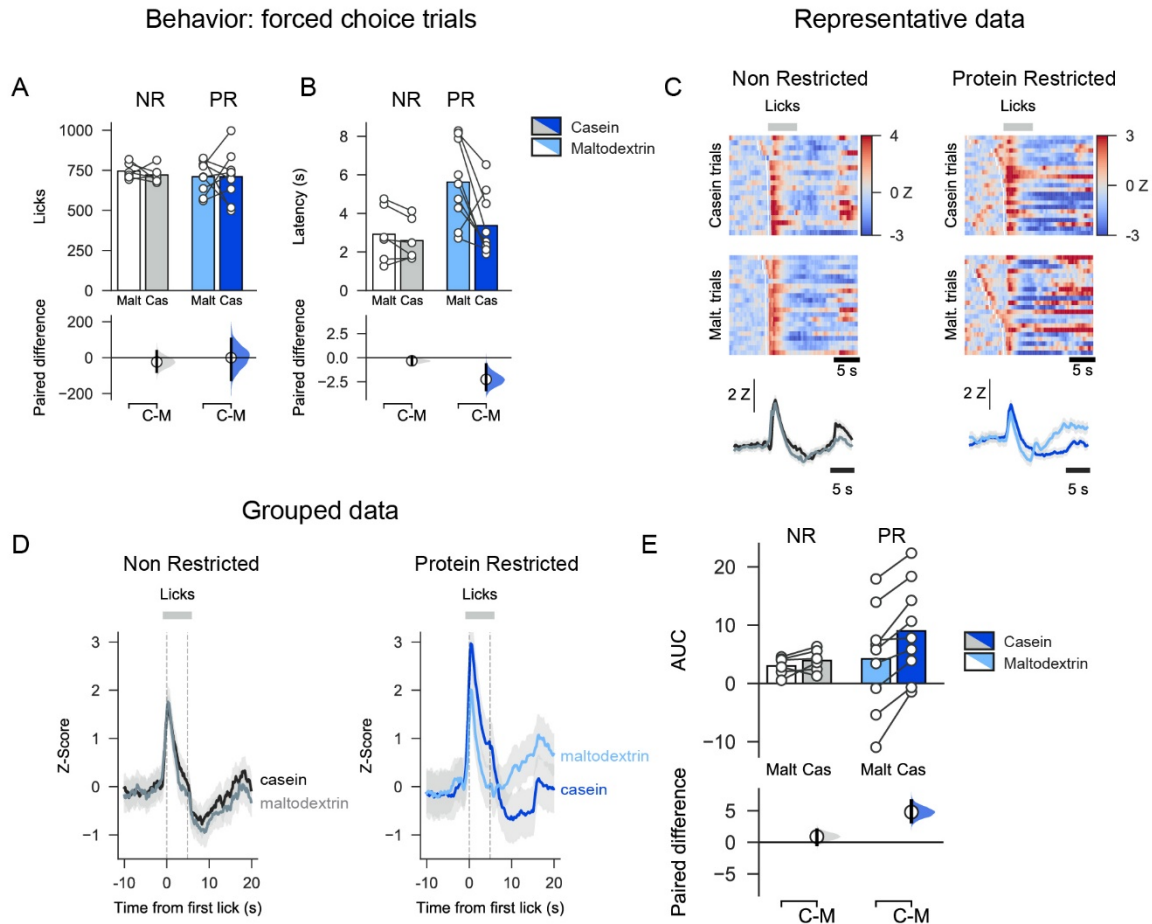 Behavior: forced choice trials
Representative data
A
NR PR
Licks
1000
750
500
250
0
Malt Cas Malt Cas
Paired difference
200
0
−200
C-M C-M
B
NR PR
Latency (s)
8
6
4
2
0
Malt Cas Malt Cas
Paired difference
2.5
0.0
−2.5
C-M C-M
Casein
Maltodextrin
C
Non Restricted
Protein Restricted
Licks
Licks
Casein trials
4
0 Z
-3
Casein trials
3
0 Z
-3
Malt. trials
5 s
Malt. trials
5 s
2 Z
5 s
2 Z
5 s
Grouped data
D
Non Restricted
Licks
Z-Score
3
2
1
0
−1
casein
maltodextrin
-10 0 10 20
Time from first lick (s)
Protein Restricted
Licks
Z-Score
3
2
1
0
−1
maltodextrin
casein
-10 0 10 20
Time from first lick (s)
E
NR PR
AUC
20
10
0
−10
Malt Cas Malt Cas
Casein
Maltodextrin
Paired difference
5
0
−5
C-M C-M